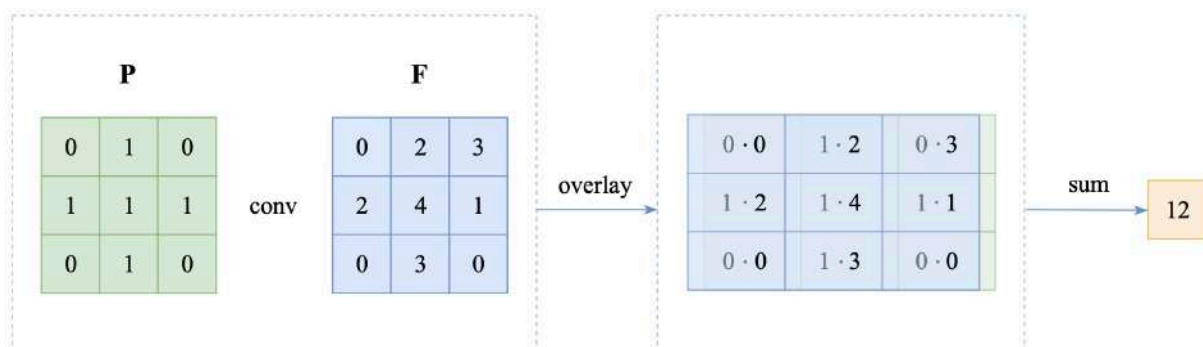 P F
0 1 0 0 2 3 0 · 0 1 · 2 0 · 3
overlay sum
1 1 1 conv 2 4 1 1 · 2 1 · 4 1 · 1 12
0 1 0 0 3 0 0 · 0 1 · 3 0 · 0